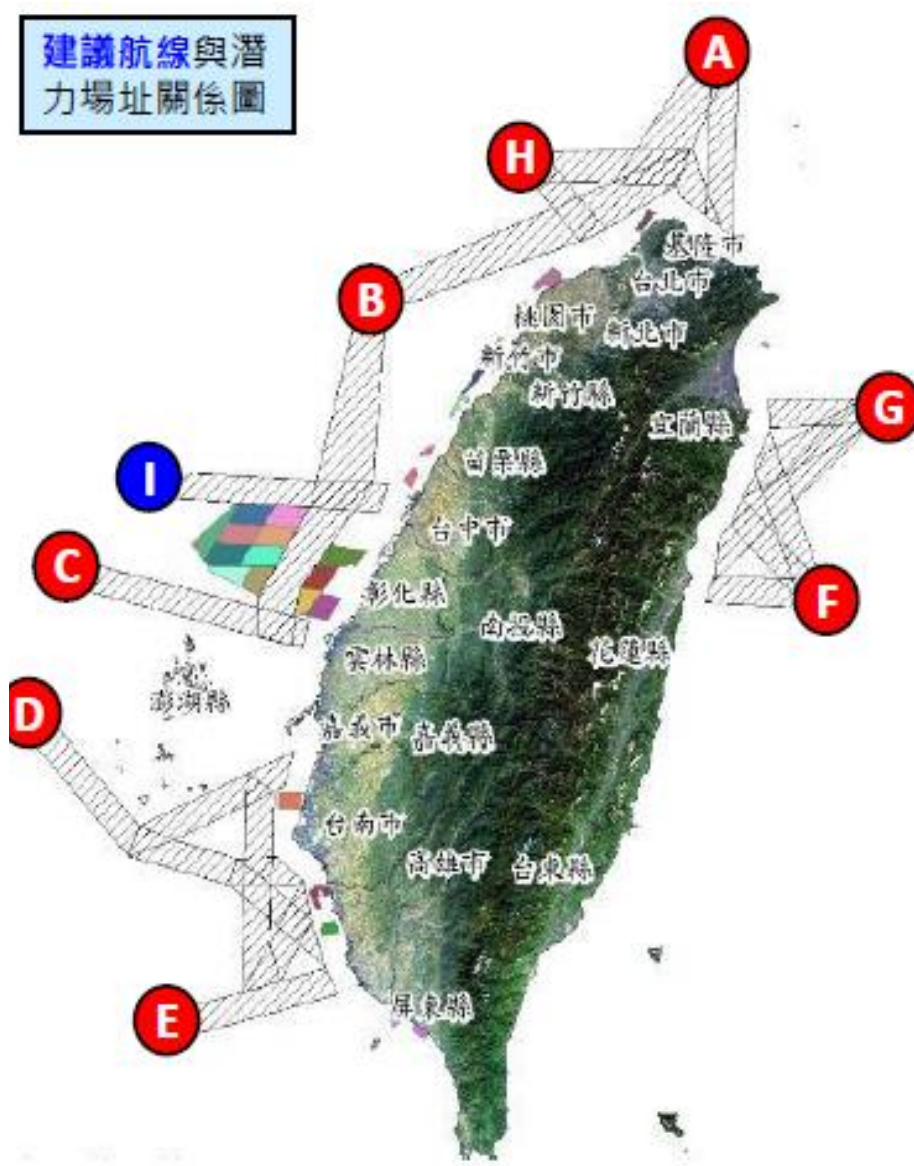 建議航線與潛
力場址關係圖
A
H
基隆市
台北市
B
桃園市
新北市
新竹市
新竹縣
G
宜蘭縣
I
苗栗縣
台中市
C
彰化縣
F
南投縣
花蓮縣
雲林縣
澎湖縣
D
嘉義市
嘉義縣
台南市
高雄市
台東縣
E
屏東縣